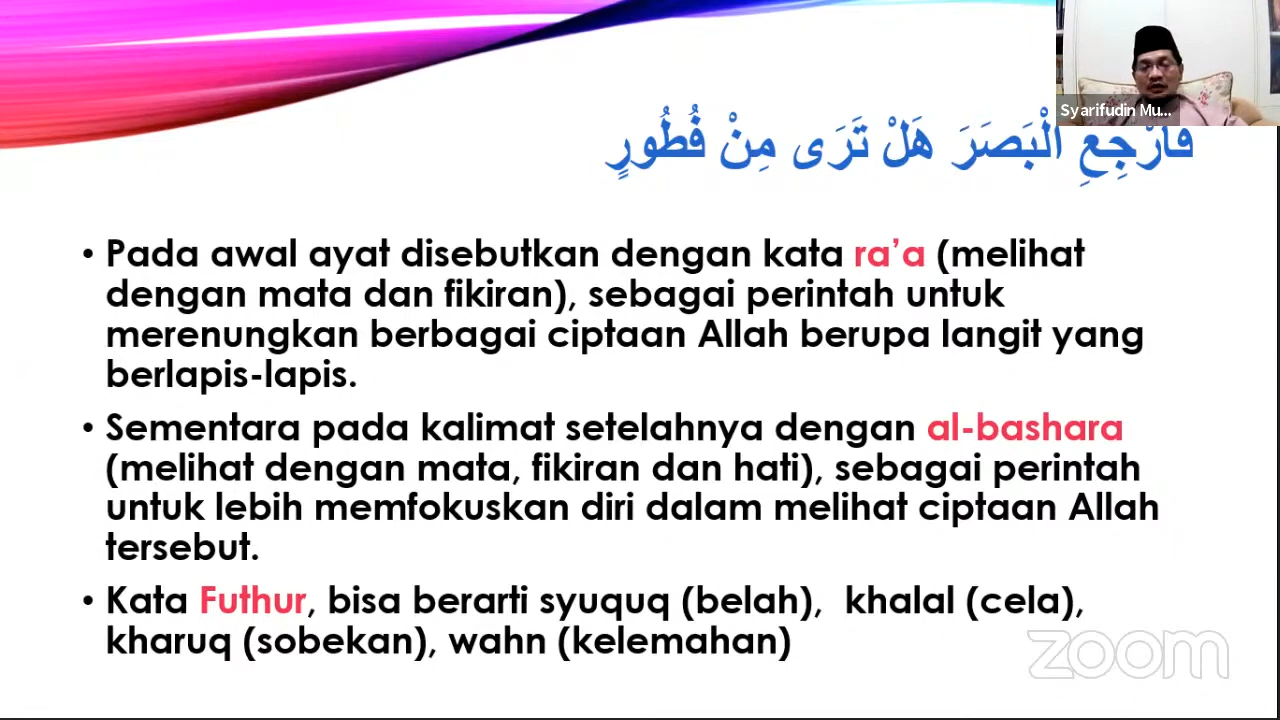 Syarifudin Mu...
فَارْجِعِ الْبَصَرَ هَلْ تَرَى مِنْ فُطُورٍ
• Pada awal ayat disebutkan dengan kata ra’a (melihat
dengan mata dan fikiran), sebagai perintah untuk
merenungkan berbagai ciptaan Allah berupa langit yang
berlapis-lapis.
• Sementara pada kalimat setelahnya dengan al-bashara
(melihat dengan mata, fikiran dan hati), sebagai perintah
untuk lebih memfokuskan diri dalam melihat ciptaan Allah
tersebut.
• Kata Futhur, bisa berarti syuquq (belah),  khalal (cela),
kharuq (sobekan), wahn (kelemahan)
zoom